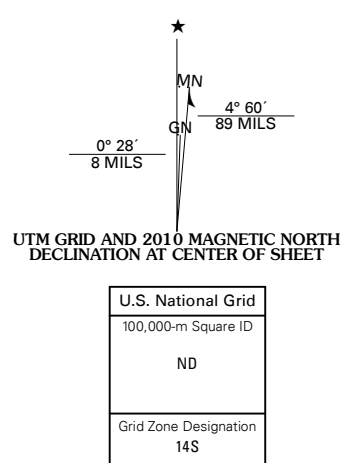 ★
MN
4° 60´
89 MILS
GN
0° 28´
8 MILS
UTM GRID AND 2010 MAGNETIC NORTH
DECLINATION AT CENTER OF SHEET
U.S. National Grid
100,000-m Square ID
ND
Grid Zone Designation
14S